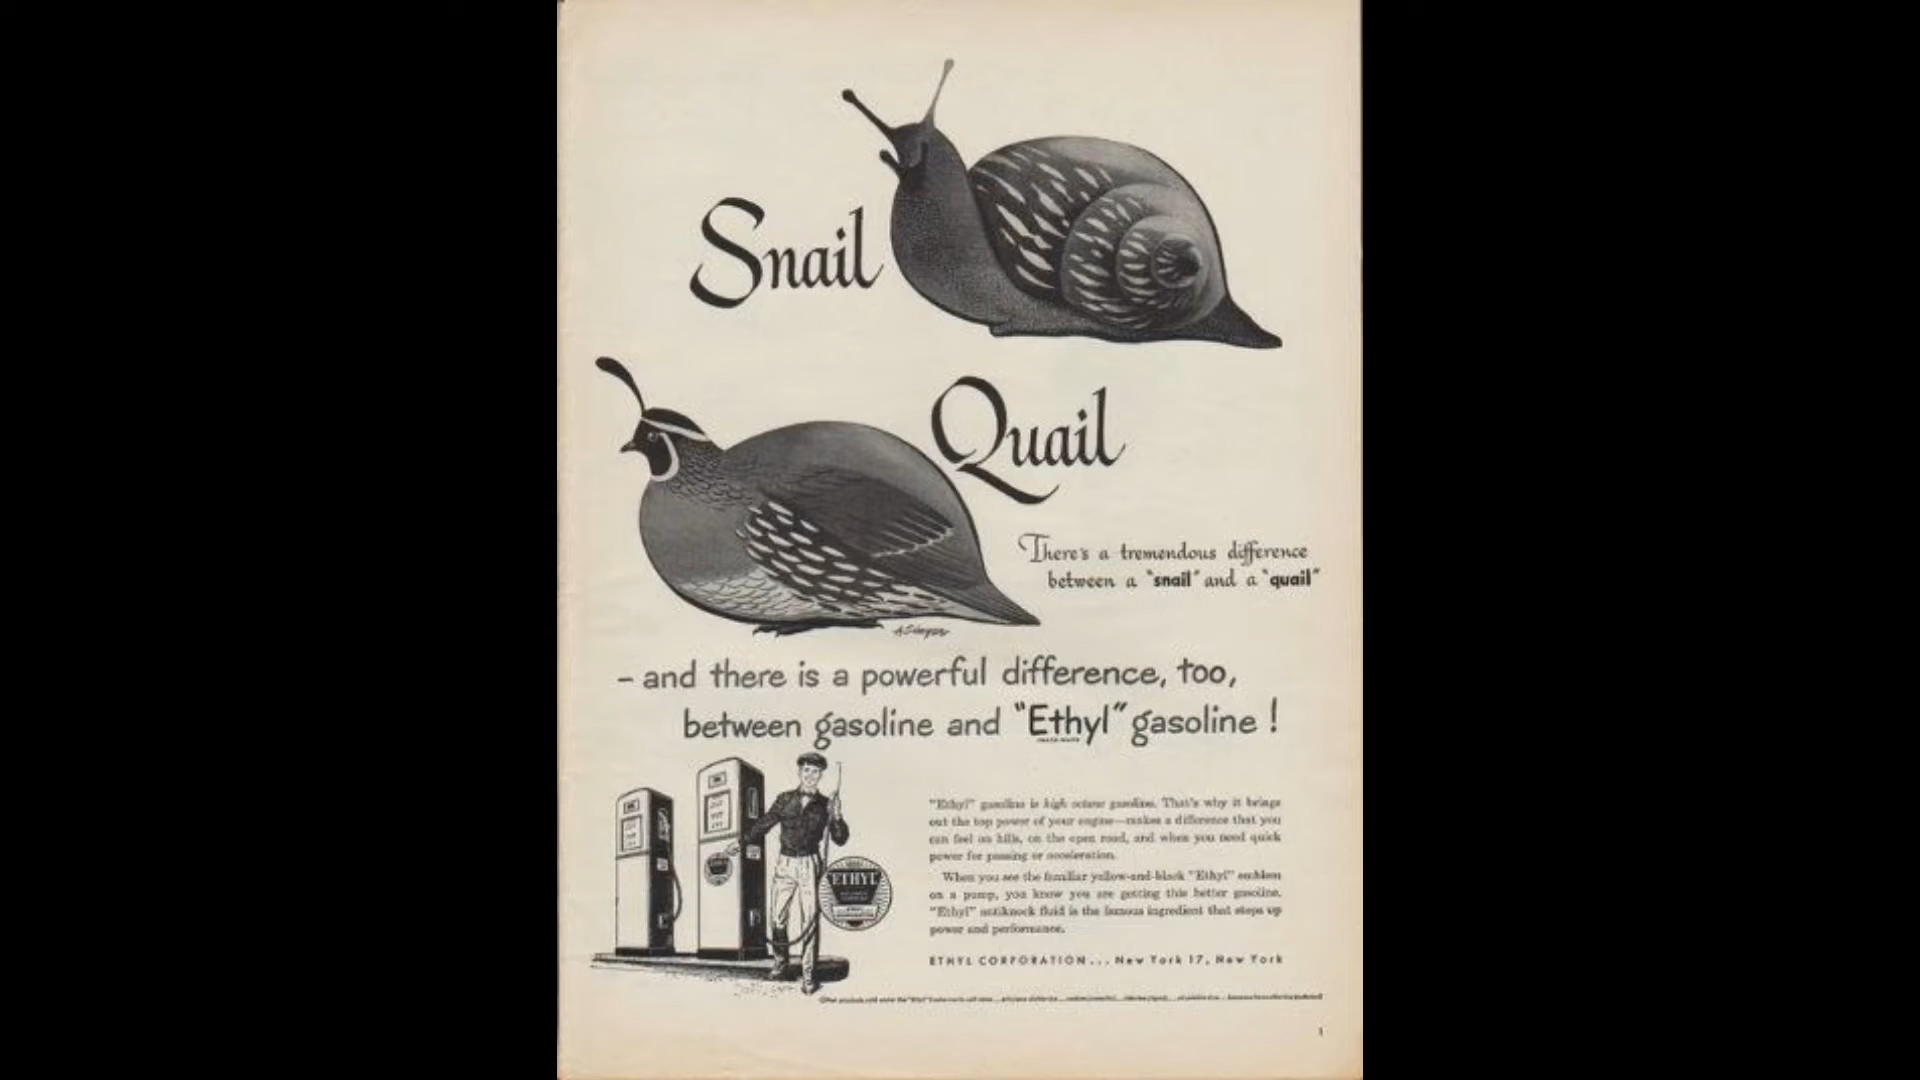 Snail
Quail
There's a tremendous difference
between a "snail" and a "quail"
– and there is a powerful difference, too,
between gasoline and "Ethyl" gasoline!
TRADE-MARK
"Ethyl" gasoline is high octane gasoline. That's why it brings
out the top power of your engine—makes a difference that you
can feel on hills, on the open road, and when you need quick
power for passing or acceleration.
When you see the familiar yellow-and-black "Ethyl" emblem
on a pump, you know you are getting this better gasoline.
"Ethyl" antiknock fluid is the famous ingredient that steps up
power and performance.
ETHYL
ETHYL CORPORATION... New York 17, New York
1